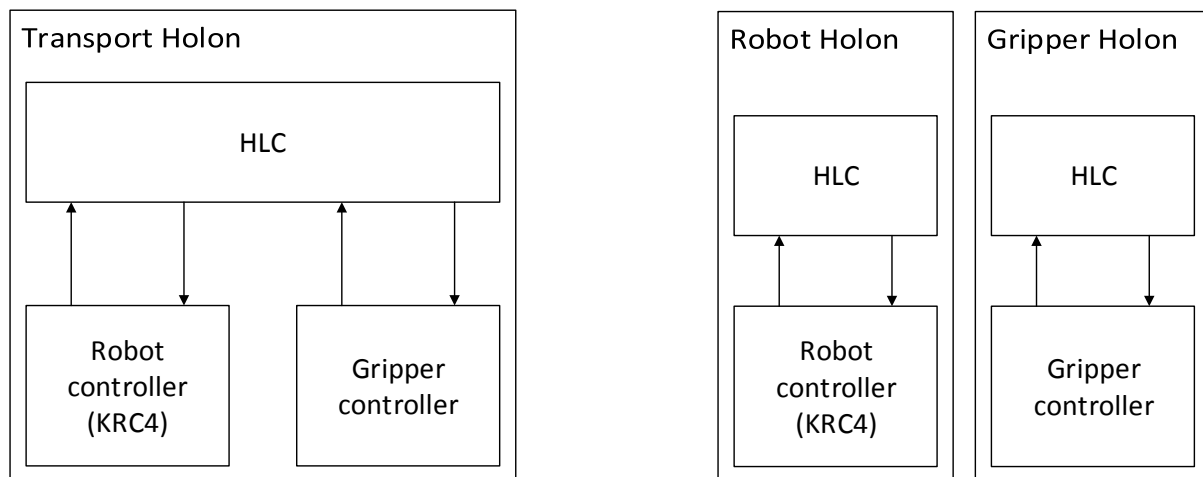 Transport Holon
HLC
Robot
controller
(KRC4)
Gripper
controller
Robot Holon
HLC
Robot
controller
(KRC4)
Gripper Holon
HLC
Gripper
controller